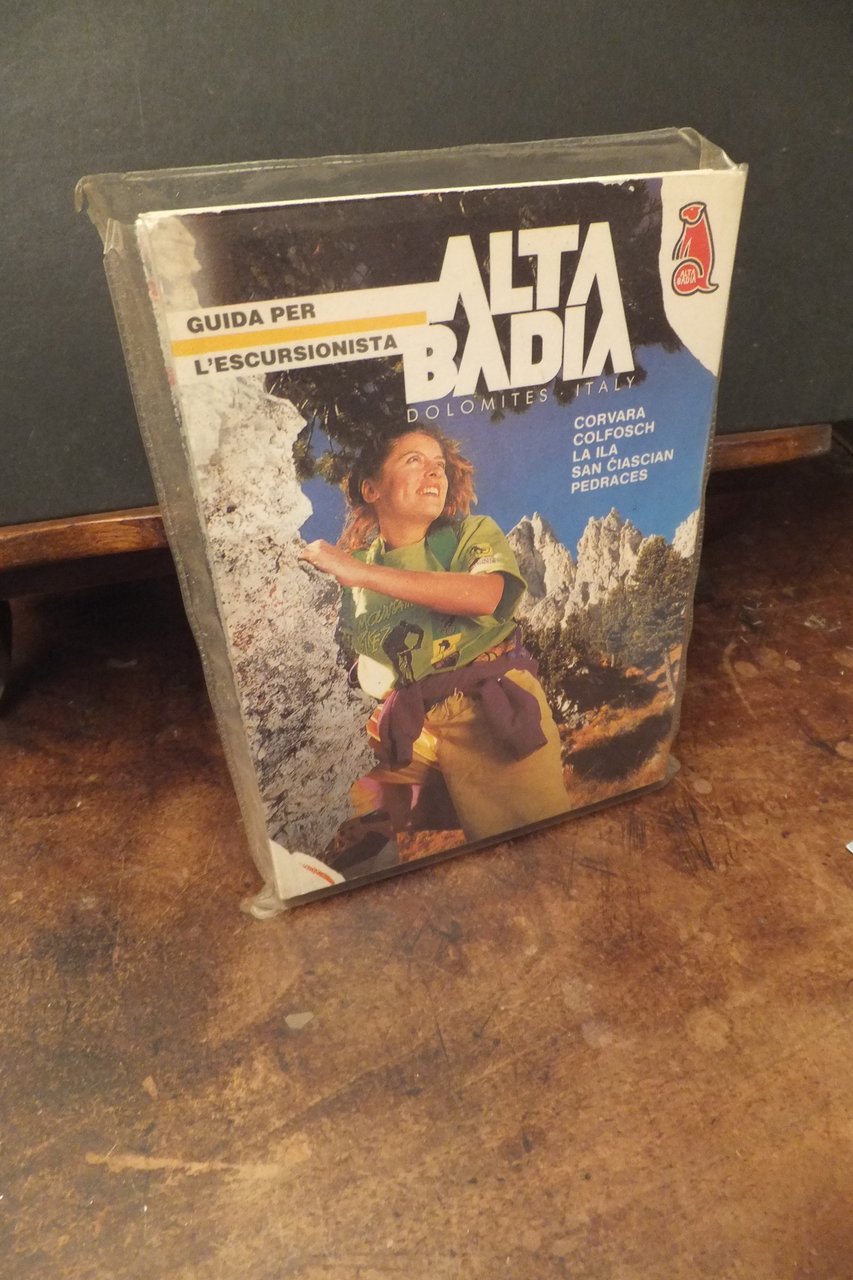 GUIDA PER
L'ESCURSIONISTA
ALTA
BADIA
DOLOMITES · ITALY
CORVARA
COLFOSCH
LA ILA
SAN ĆIASCIAN
PEDRACES
ALTA
BADIA